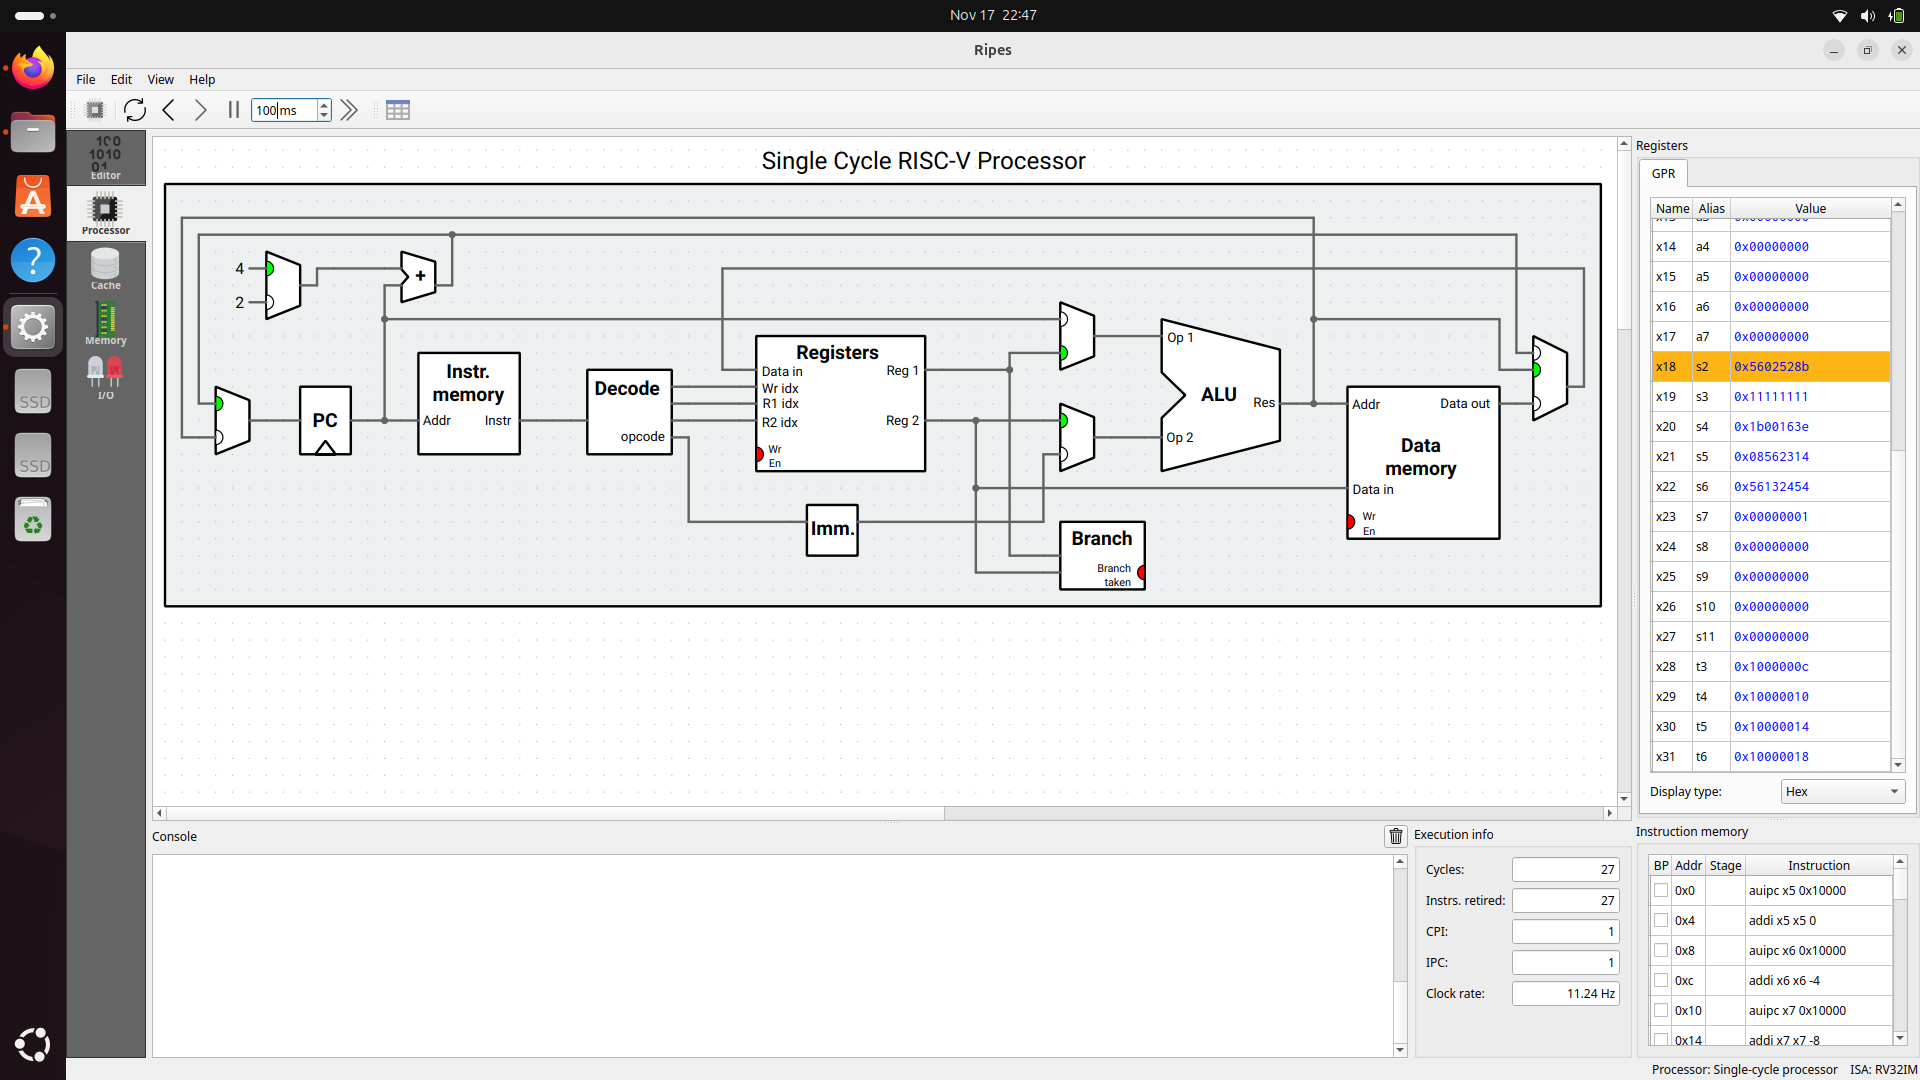 Nov 17 22:47
Ripes
File Edit View Help
100 ms
Editor
Processor
Cache
Memory
I/O
Single Cycle RISC-V Processor
4
2
+
PC
Instr. memory
Addr
Instr
Decode
opcode
Registers
Data in
Wr idx
R1 idx
R2 idx
Wr En
Reg 1
Reg 2
Imm.
Op 1
Op 2
ALU
Res
Branch
Branch taken
Data memory
Addr
Data out
Data in
Wr En
Registers
GPR
Name Alias Value
x14 a4 0x00000000
x15 a5 0x00000000
x16 a6 0x00000000
x17 a7 0x00000000
x18 s2 0x5602528b
x19 s3 0x11111111
x20 s4 0x1b00163e
x21 s5 0x08562314
x22 s6 0x56132454
x23 s7 0x00000001
x24 s8 0x00000000
x25 s9 0x00000000
x26 s10 0x00000000
x27 s11 0x00000000
x28 t3 0x1000000c
x29 t4 0x10000010
x30 t5 0x10000014
x31 t6 0x10000018
Display type: Hex
Console
Execution info
Cycles: 27
Instrs. retired: 27
CPI: 1
IPC: 1
Clock rate: 11.24 Hz
Instruction memory
BP Addr Stage Instruction
0x0 auipc x5 0x10000
0x4 addi x5 x5 0
0x8 auipc x6 0x10000
0xc addi x6 x6 -4
0x10 auipc x7 0x10000
0x14 addi x7 x7 -8
Processor: Single-cycle processor ISA: RV32IM
SSD
SSD